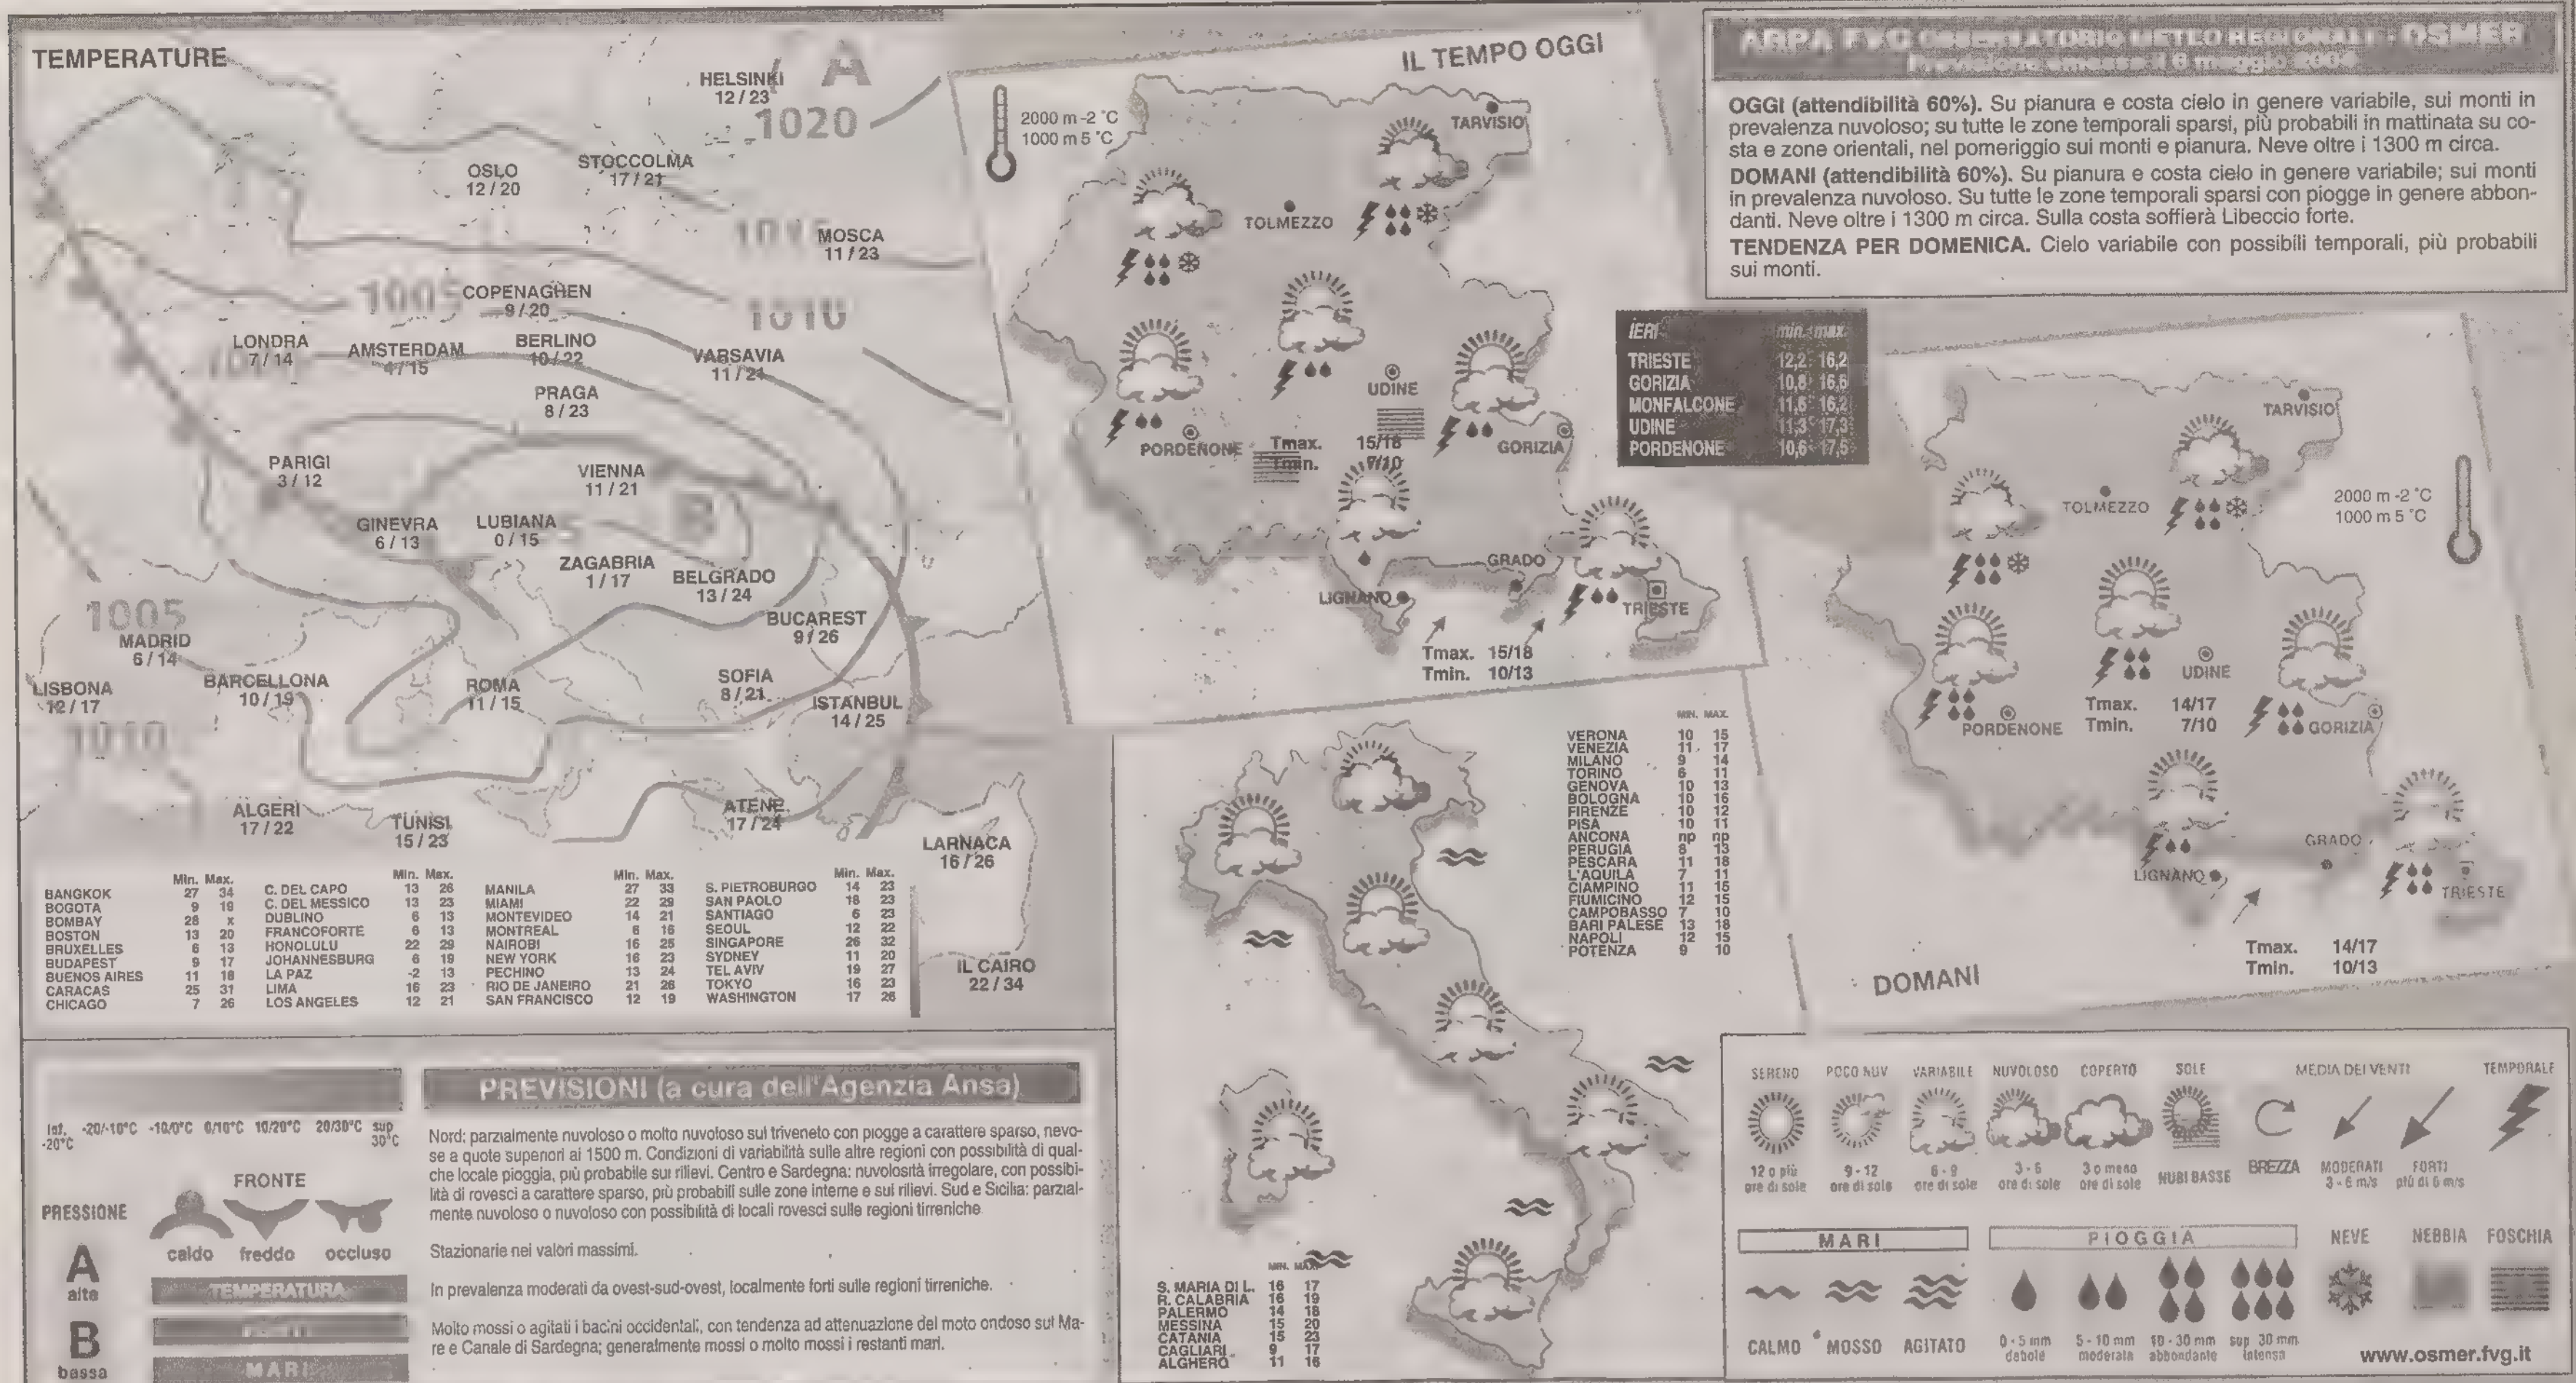 TEMPERATURE
HELSINKI
12 / 23
A
1020
OSLO
12 / 20
STOCCOLMA
17 / 21
MOSCA
11 / 23
1005
COPENAGHEN
9 / 20
1010
LONDRA
7 / 14
AMSTERDAM
4 / 15
BERLINO
10 / 22
VARSAVIA
11 / 21
PRAGA
8 / 23
PARIGI
3 / 12
VIENNA
11 / 21
B
GINEVRA
6 / 13
LUBIANA
0 / 15
ZAGABRIA
1 / 17
BELGRADO
13 / 24
1005
MADRID
6 / 14
BUCAREST
9 / 26
LISBONA
12 / 17
BARCELLONA
10 / 19
ROMA
11 / 15
SOFIA
8 / 21
ISTANBUL
14 / 25
1010
ALGERI
17 / 22
TUNISI
15 / 23
ATENE
17 / 24
LARNACA
16 / 26
IL CAIRO
22 / 34
Min. Max.
BANGKOK 27 34
BOGOTA 9 19
BOMBAY 28 x
BOSTON 13 20
BRUXELLES 6 13
BUDAPEST 9 17
BUENOS AIRES 11 18
CARACAS 25 31
CHICAGO 7 26
Min. Max.
C. DEL CAPO 13 26
C. DEL MESSICO 13 23
DUBLINO 6 13
FRANCOFORTE 6 13
HONOLULU 22 29
JOHANNESBURG 6 19
LA PAZ -2 13
LIMA 16 23
LOS ANGELES 12 21
Min. Max.
MANILA 27 33
MIAMI 22 29
MONTEVIDEO 14 21
MONTREAL 6 16
NAIROBI 16 25
NEW YORK 16 23
PECHINO 13 24
RIO DE JANEIRO 21 26
SAN FRANCISCO 12 19
Min. Max.
S. PIETROBURGO 14 23
SAN PAOLO 18 23
SANTIAGO 6 23
SEOUL 12 22
SINGAPORE 26 32
SYDNEY 11 20
TEL AVIV 19 27
TOKYO 16 23
WASHINGTON 17 26
IL TEMPO OGGI
2000 m -2 °C
1000 m 5 °C
TARVISIO
TOLMEZZO
UDINE
PORDENONE
Tmax. 15/18
Tmin. 7/10
GORIZIA
GRADO
LIGNANO
TRIESTE
Tmax. 15/18
Tmin. 10/13
ARPA FVG OSSERVATORIO METEO REGIONALE - OSMER
OGGI (attendibilità 60%). Su pianura e costa cielo in genere variabile, sui monti in
prevalenza nuvoloso; su tutte le zone temporali sparsi, più probabili in mattinata su co-
sta e zone orientali, nel pomeriggio sui monti e pianura. Neve oltre i 1300 m circa.
DOMANI (attendibilità 60%). Su pianura e costa cielo in genere variabile; sui monti
in prevalenza nuvoloso. Su tutte le zone temporali sparsi con piogge in genere abbon-
danti. Neve oltre i 1300 m circa. Sulla costa soffierà Libeccio forte.
TENDENZA PER DOMENICA. Cielo variabile con possibili temporali, più probabili
sui monti.
IERI min. max.
TRIESTE 12,2 16,2
GORIZIA 10,8 16,6
MONFALCONE 11,6 16,2
UDINE 11,3 17,3
PORDENONE 10,6 17,5
TARVISIO
TOLMEZZO
2000 m -2 °C
1000 m 5 °C
UDINE
PORDENONE
Tmax. 14/17
Tmin. 7/10
GORIZIA
GRADO
LIGNANO
TRIESTE
Tmax. 14/17
Tmin. 10/13
DOMANI
MIN. MAX.
VERONA 10 15
VENEZIA 11 17
MILANO 9 14
TORINO 6 11
GENOVA 10 13
BOLOGNA 10 16
FIRENZE 10 12
PISA 10 11
ANCONA np np
PERUGIA 8 13
PESCARA 11 18
L'AQUILA 7 11
CIAMPINO 11 15
FIUMICINO 12 15
CAMPOBASSO 7 10
BARI PALESE 13 18
NAPOLI 12 15
POTENZA 9 10
MIN. MAX.
S. MARIA DI L. 16 17
R. CALABRIA 16 19
PALERMO 14 18
MESSINA 15 20
CATANIA 15 23
CAGLIARI 9 17
ALGHERO 11 16
inf. -20°C -20/-10°C -10/0°C 0/10°C 10/20°C 20/30°C sup 30°C
FRONTE
PRESSIONE
caldo freddo occluso
A
alta
TEMPERATURA
B
bassa
MARI
PREVISIONI (a cura dell'Agenzia Ansa)
Nord: parzialmente nuvoloso o molto nuvoloso sul triveneto con piogge a carattere sparso, nevo-
se a quote superiori ai 1500 m. Condizioni di variabilità sulle altre regioni con possibilità di qual-
che locale pioggia, più probabile sui rilievi. Centro e Sardegna: nuvolosità irregolare, con possibi-
lità di rovesci a carattere sparso, più probabili sulle zone interne e sui rilievi. Sud e Sicilia: parzial-
mente nuvoloso o nuvoloso con possibilità di locali rovesci sulle regioni tirreniche
Stazionarie nei valori massimi.
In prevalenza moderati da ovest-sud-ovest, localmente forti sulle regioni tirreniche.
Molto mossi o agitati i bacini occidentali, con tendenza ad attenuazione del moto ondoso sul Ma-
re e Canale di Sardegna; generalmente mossi o molto mossi i restanti mari.
SERENO POCO NUV VARIABILE NUVOLOSO COPERTO SOLE MEDIA DEI VENTI TEMPORALE
12 o più ore di sole
9 - 12 ore di sole
6 - 9 ore di sole
3 - 6 ore di sole
3 o meno ore di sole
NUBI BASSE
BREZZA
MODERATI 3 - 6 m/s
FORTI più di 6 m/s
MARI PIOGGIA NEVE NEBBIA FOSCHIA
CALMO MOSSO AGITATO
0 - 5 mm debole
5 - 10 mm moderata
10 - 30 mm abbondante
sup 30 mm intensa
www.osmer.fvg.it